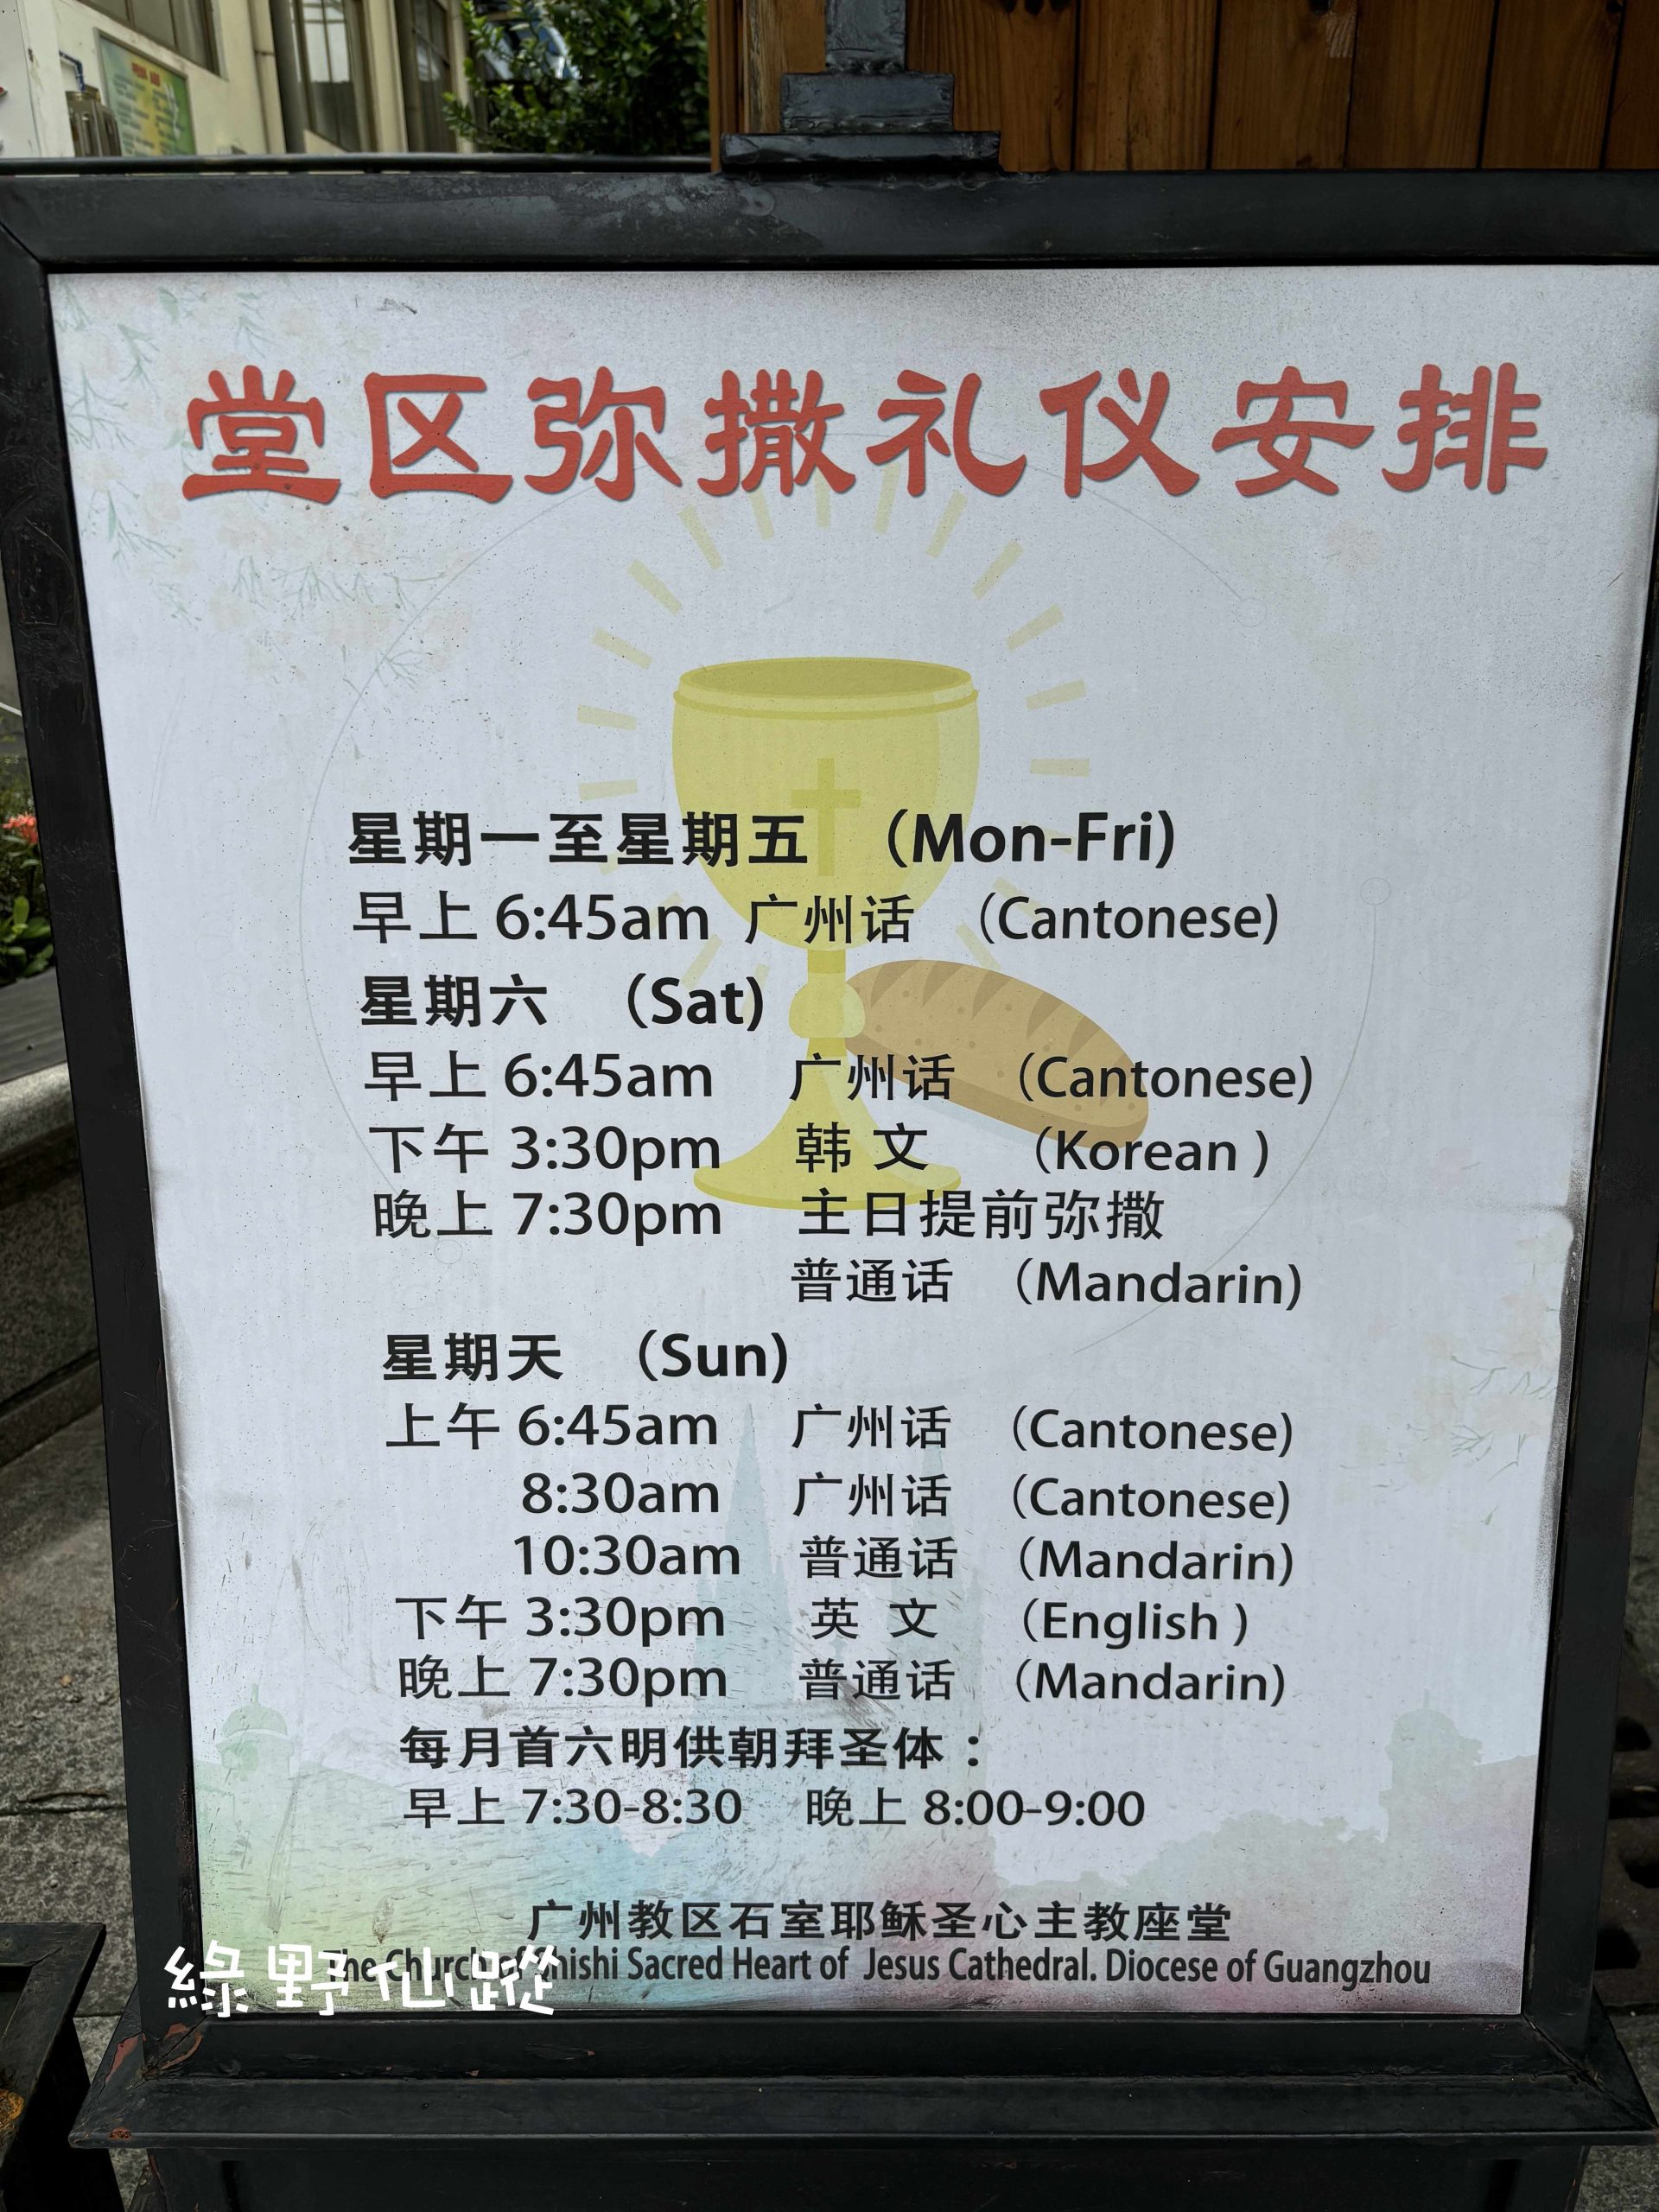 堂区弥撒礼仪安排
星期一至星期五 （Mon-Fri)
早上 6:45am 广州话 （Cantonese)
星期六 （Sat)
早上 6:45am 广州话 （Cantonese)
下午 3:30pm 韩 文 （Korean )
晚上 7:30pm 主日提前弥撒
普通话 （Mandarin)
星期天 （Sun)
上午 6:45am 广州话 （Cantonese)
8:30am 广州话 （Cantonese)
10:30am 普通话 （Mandarin)
下午 3:30pm 英 文 （English )
晚上 7:30pm 普通话 （Mandarin)
每月首六明供朝拜圣体：
早上 7:30-8:30 晚上 8:00-9:00
广州教区石室耶稣圣心主教座堂
The Church of Shishi Sacred Heart of Jesus Cathedral. Diocese of Guangzhou
綠野仙蹤